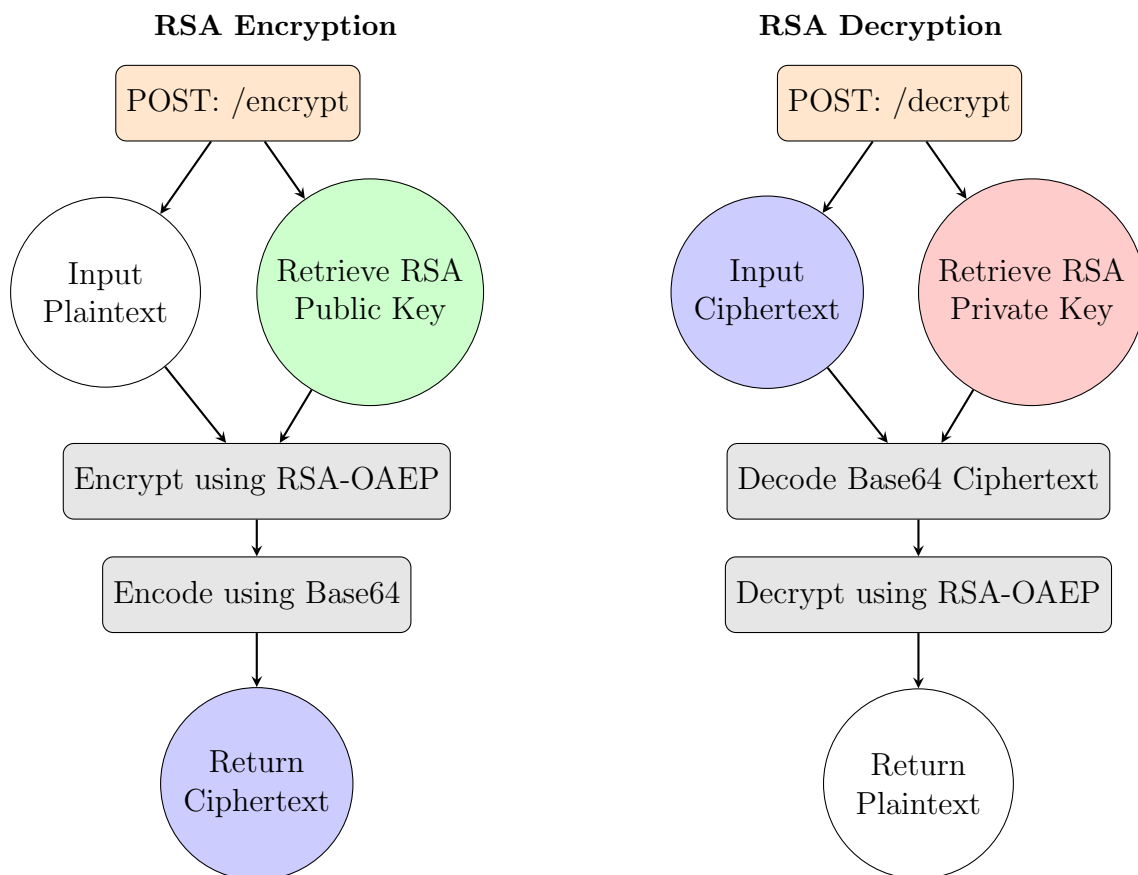 RSA Encryption
POST: /encrypt
Input
Plaintext
Retrieve RSA
Public Key
Encrypt using RSA-OAEP
Encode using Base64
Return
Ciphertext
RSA Decryption
POST: /decrypt
Input
Ciphertext
Retrieve RSA
Private Key
Decode Base64 Ciphertext
Decrypt using RSA-OAEP
Return
Plaintext